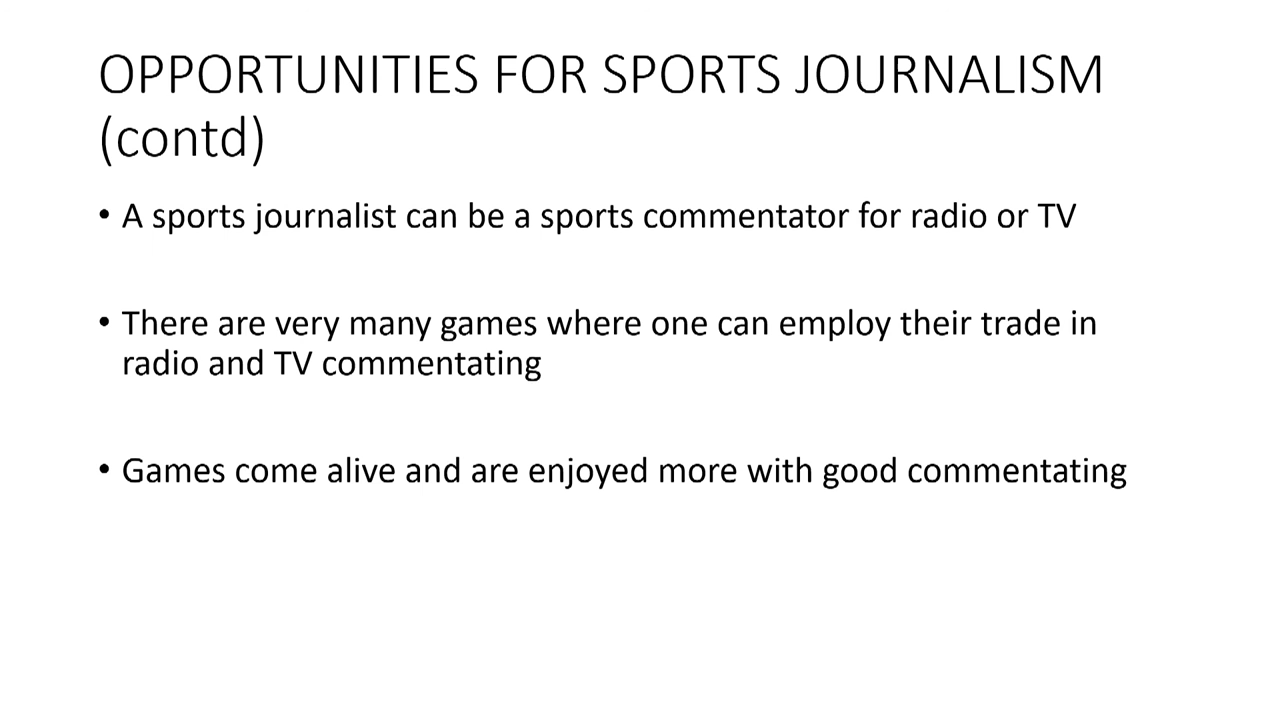 OPPORTUNITIES FOR SPORTS JOURNALISM
(contd)
• A sports journalist can be a sports commentator for radio or TV
• There are very many games where one can employ their trade in
radio and TV commentating
• Games come alive and are enjoyed more with good commentating